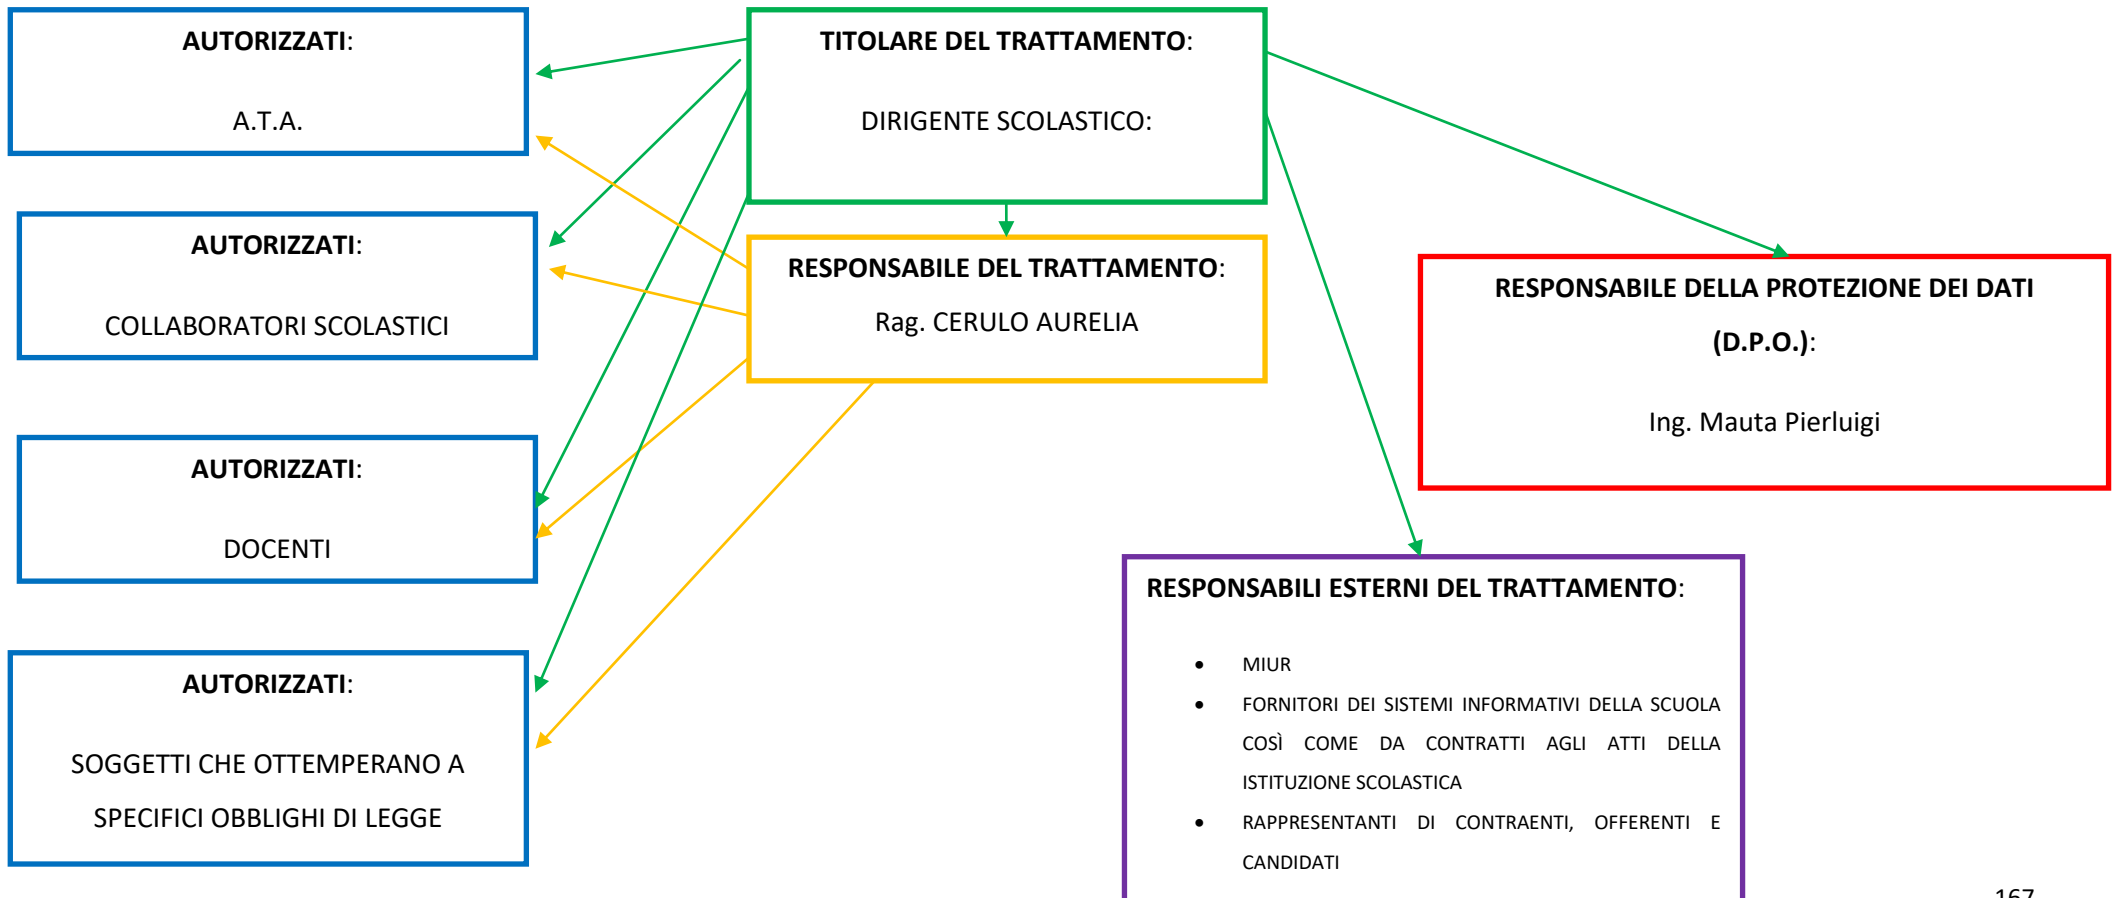 AUTORIZZATI:
A.T.A.
AUTORIZZATI:
COLLABORATORI SCOLASTICI
AUTORIZZATI:
DOCENTI
AUTORIZZATI:
SOGGETTI CHE OTTEMPERANO A
SPECIFICI OBBLIGHI DI LEGGE
TITOLARE DEL TRATTAMENTO:
DIRIGENTE SCOLASTICO:
RESPONSABILE DEL TRATTAMENTO:
Rag. CERULO AURELIA
RESPONSABILE DELLA PROTEZIONE DEI DATI
(D.P.O.):
Ing. Mauta Pierluigi
RESPONSABILI ESTERNI DEL TRATTAMENTO:
• MIUR
• FORNITORI DEI SISTEMI INFORMATIVI DELLA SCUOLA
COSÌ COME DA CONTRATTI AGLI ATTI DELLA
ISTITUZIONE SCOLASTICA
• RAPPRESENTANTI DI CONTRAENTI, OFFERENTI E
CANDIDATI
167